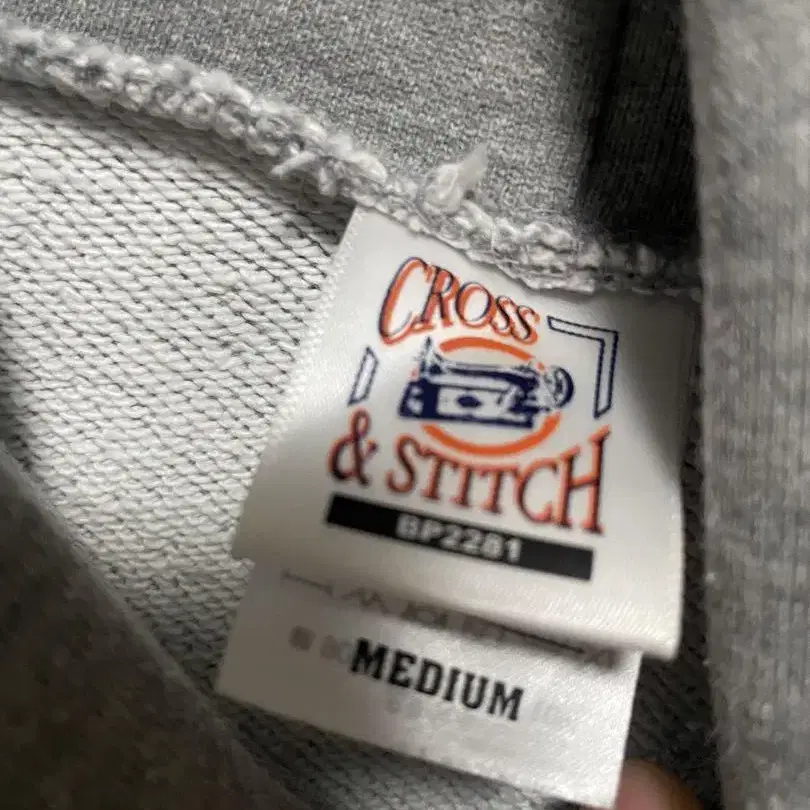 CROSS
& STITCH
BP2281
MEDIUM